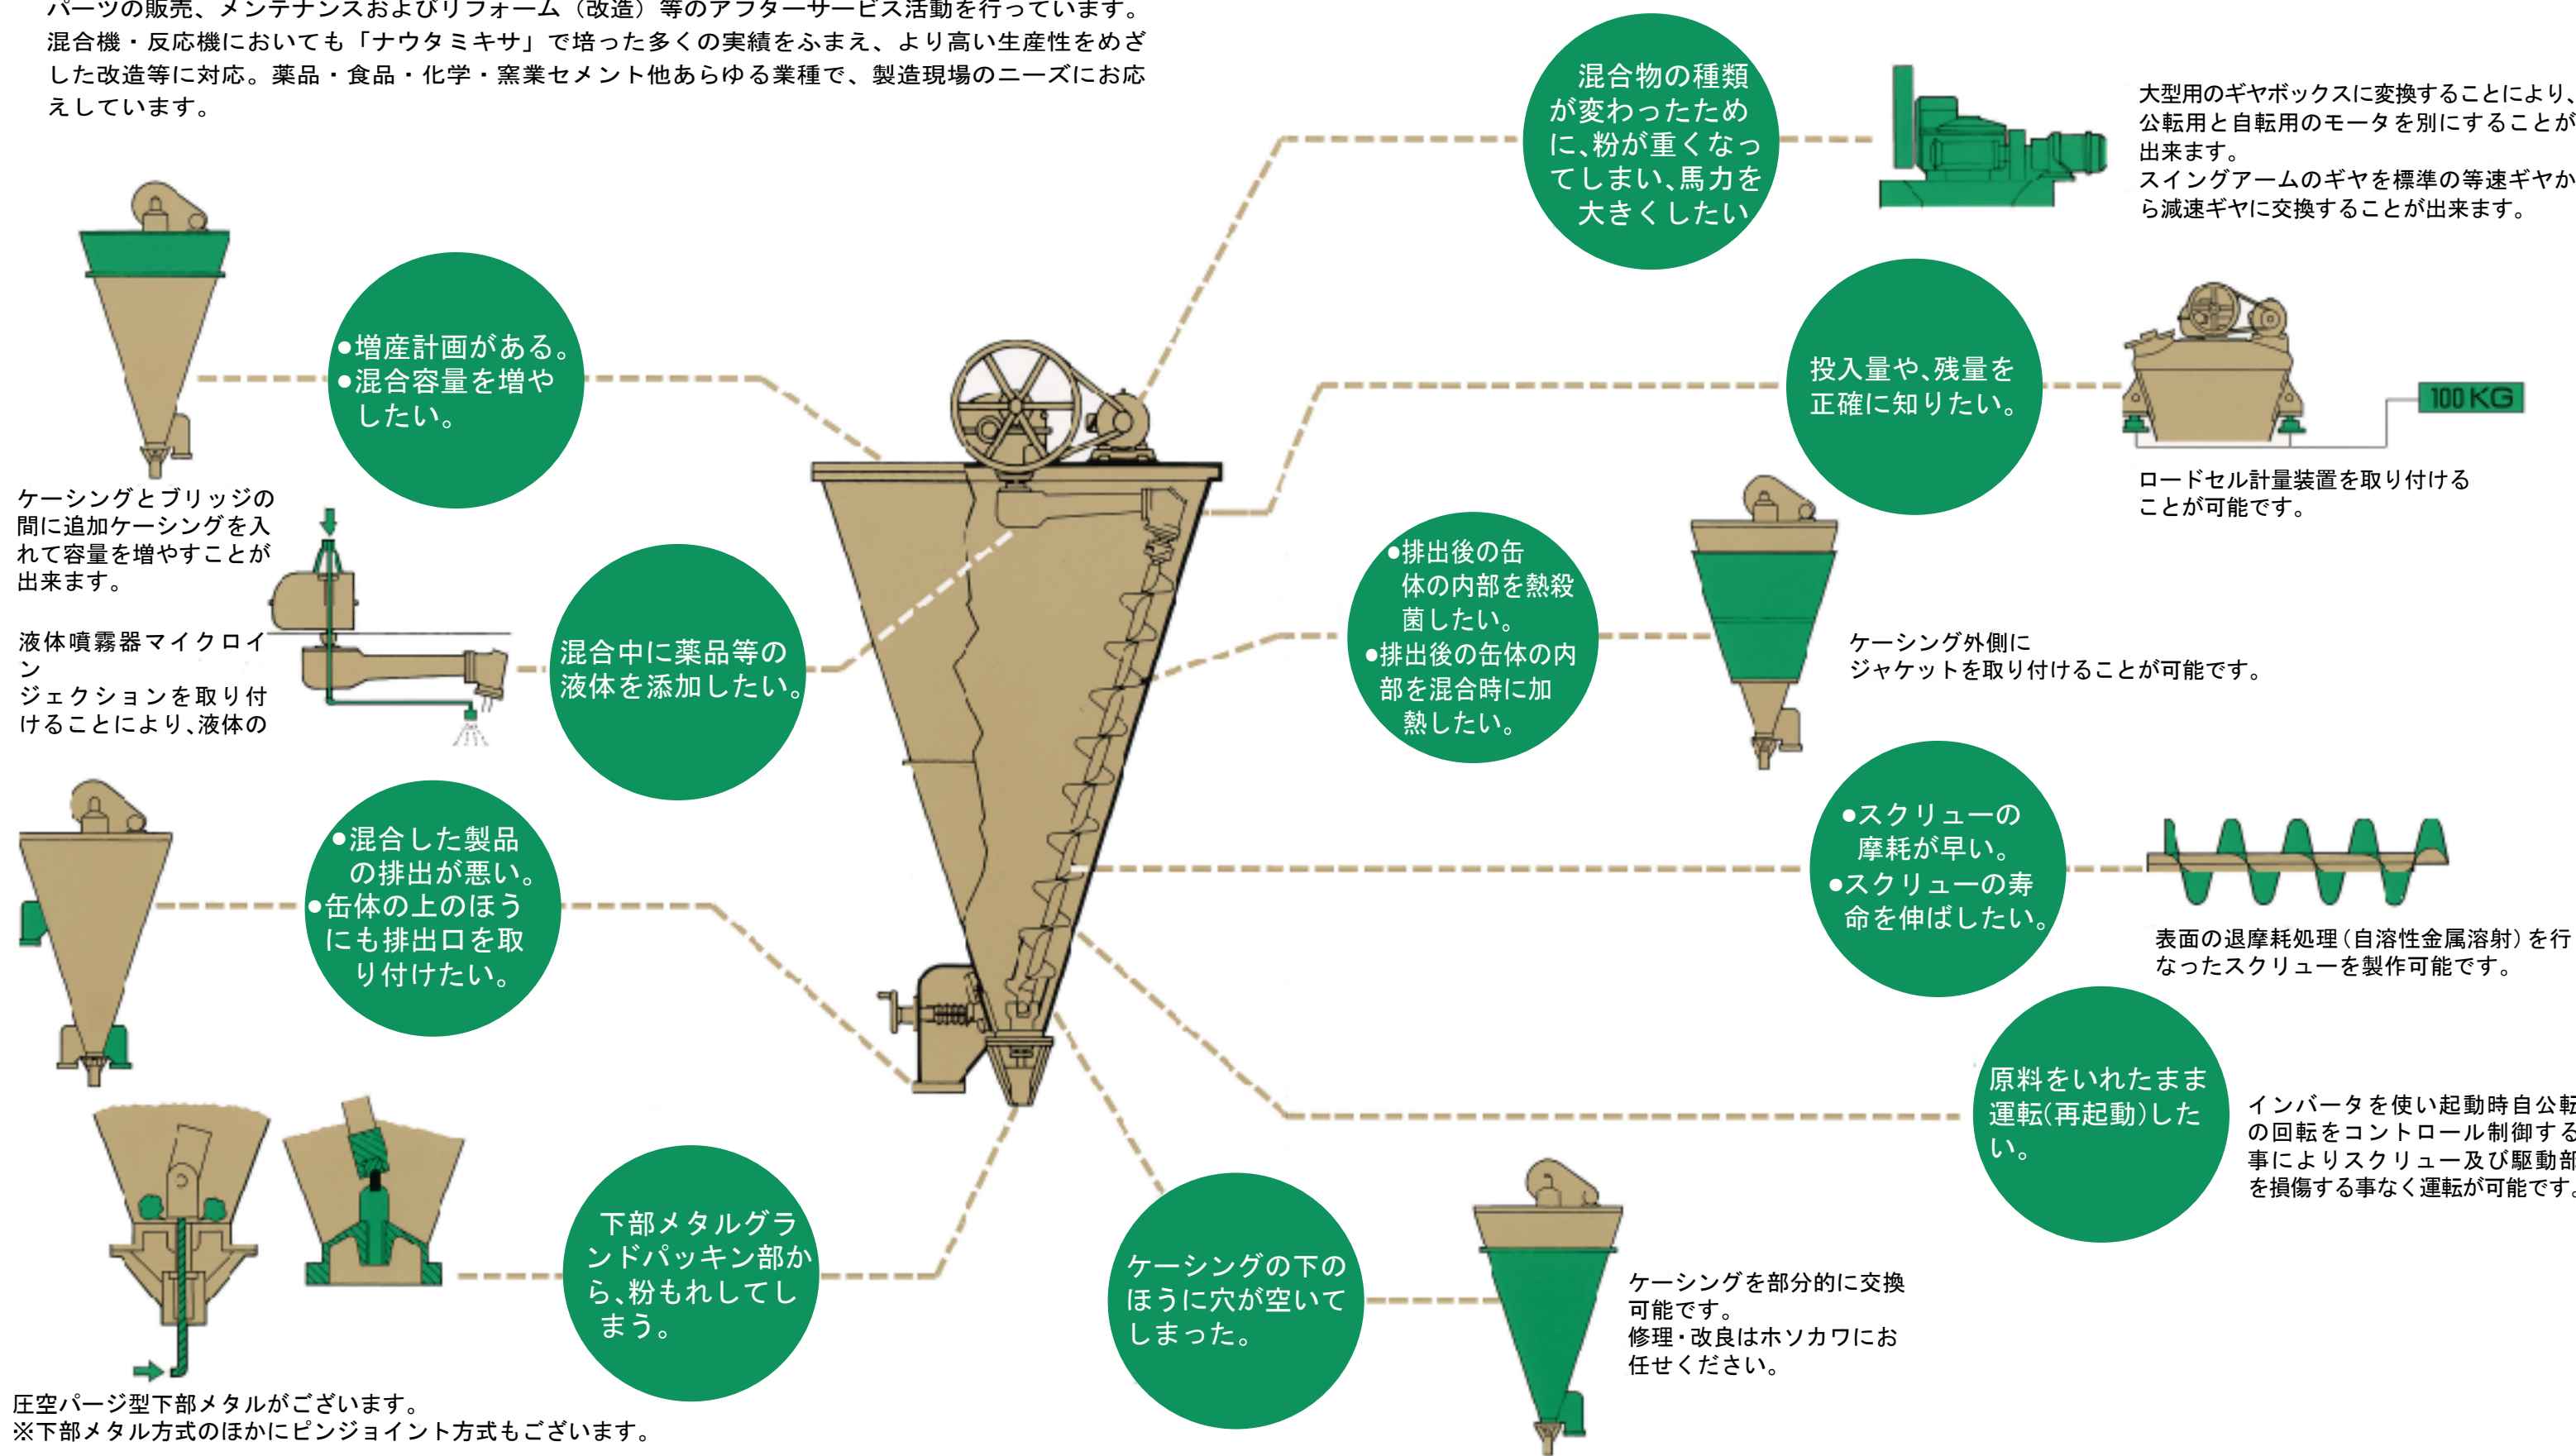 パーツの販売、メンテナンスおよびリフォーム（改造）等のアフターサービス活動を行っています。
混合機・反応機においても「ナウタミキサ」で培った多くの実績をふまえ、より高い生産性をめざ
した改造等に対応。薬品・食品・化学・窯業セメント他あらゆる業種で、製造現場のニーズにお応
えしています。
●増産計画がある。
●混合容量を増や
したい。
ケーシングとブリッジの
間に追加ケーシングを入
れて容量を増やすことが
出来ます。
混合中に薬品等の
液体を添加したい。
液体噴霧器マイクロイ
ン
ジェクションを取り付
けることにより、液体の
●混合した製品
の排出が悪い。
●缶体の上のほう
にも排出口を取
り付けたい。
下部メタルグラ
ンドパッキン部か
ら、粉もれしてし
まう。
圧空パージ型下部メタルがございます。
※下部メタル方式のほかにピンジョイント方式もございます。
混合物の種類
が変わったため
に、粉が重くなっ
てしまい、馬力を
大きくしたい
大型用のギヤボックスに変換することにより、
公転用と自転用のモータを別にすることが
出来ます。
スイングアームのギヤを標準の等速ギヤか
ら減速ギヤに交換することが出来ます。
投入量や、残量を
正確に知りたい。
100 KG
ロードセル計量装置を取り付ける
ことが可能です。
●排出後の缶
体の内部を熱殺
菌したい。
●排出後の缶体の内
部を混合時に加
熱したい。
ケーシング外側に
ジャケットを取り付けることが可能です。
●スクリューの
摩耗が早い。
●スクリューの寿
命を伸ばしたい。
表面の退摩耗処理（自溶性金属溶射）を行
なったスクリューを製作可能です。
原料をいれたまま
運転(再起動)した
い。
インバータを使い起動時自公転
の回転をコントロール制御する
事によりスクリュー及び駆動部
を損傷する事なく運転が可能です。
ケーシングの下の
ほうに穴が空いて
しまった。
ケーシングを部分的に交換
可能です。
修理・改良はホソカワにお
任せください。